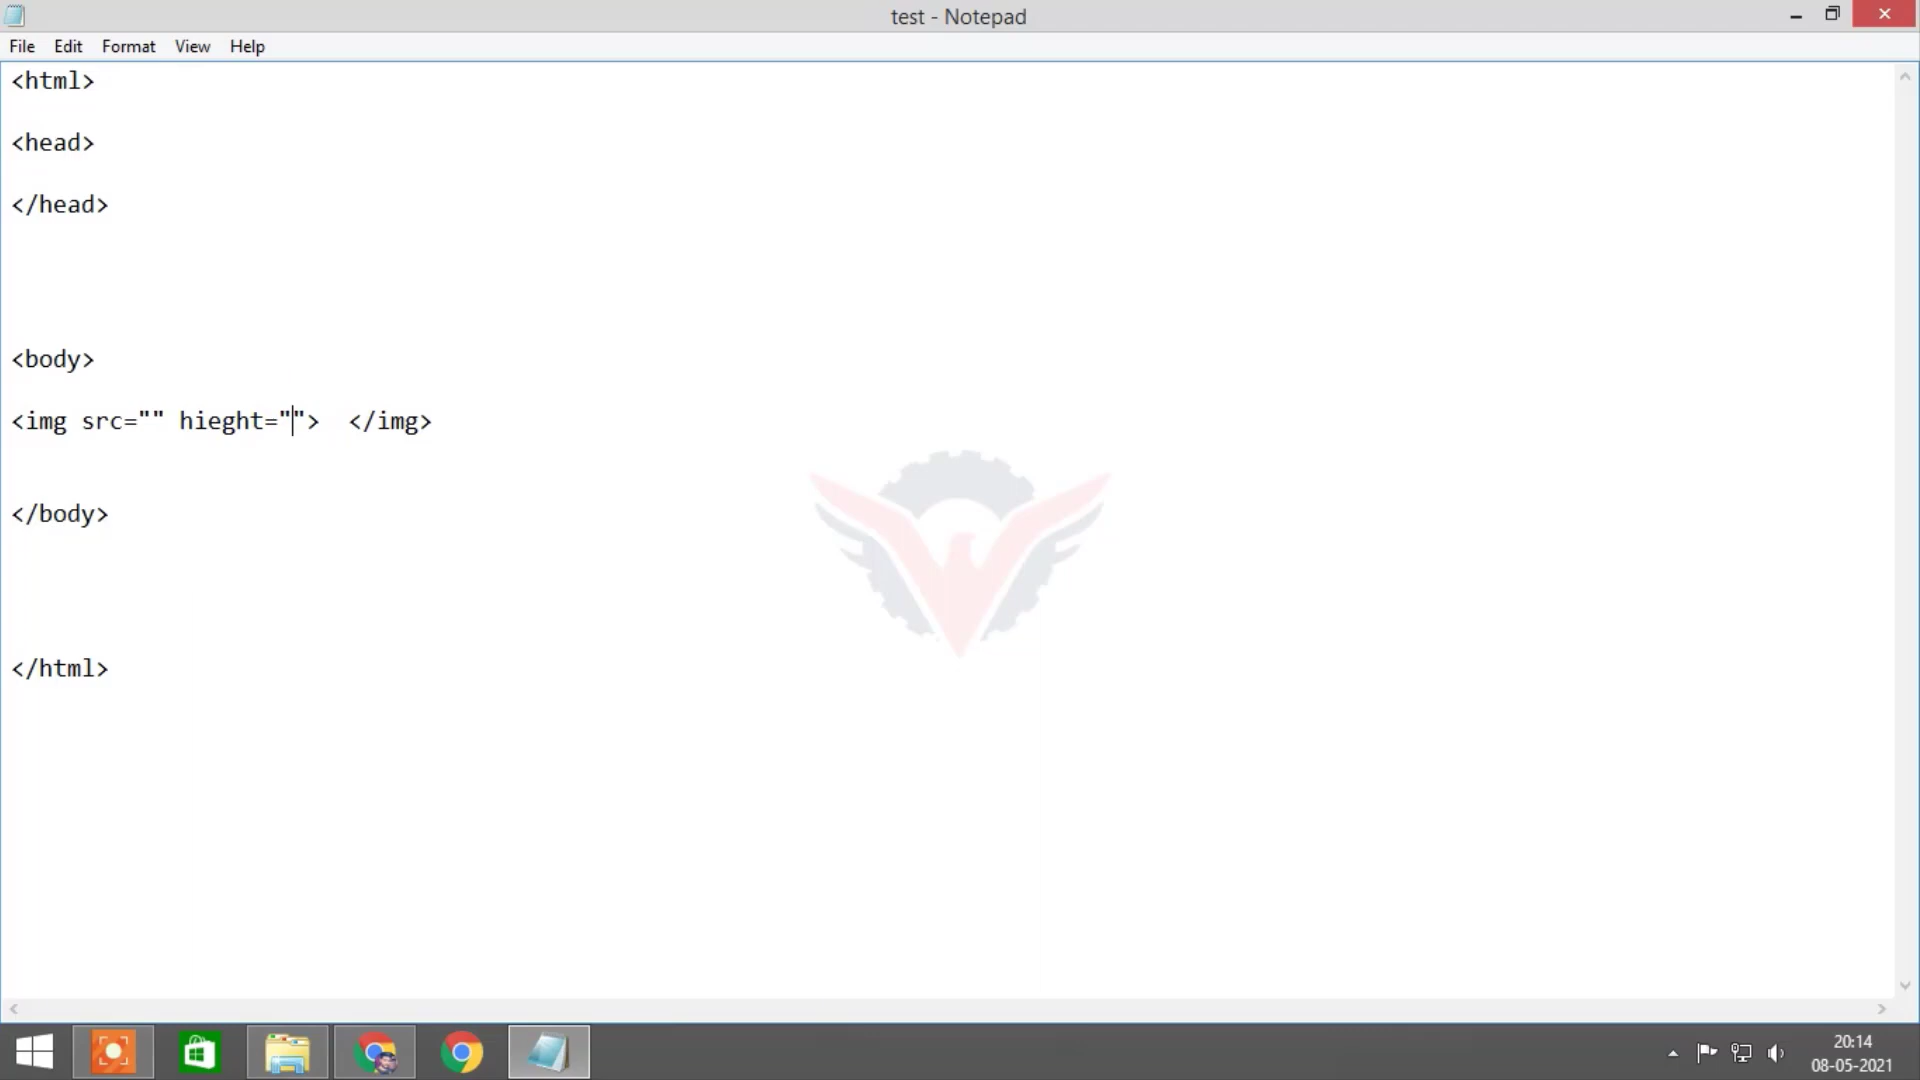 test - Notepad
File Edit Format View Help
<html>
<head>
</head>
<body>
<img src="" hieght="">  </img>
</body>
</html>
20:14
08-05-2021